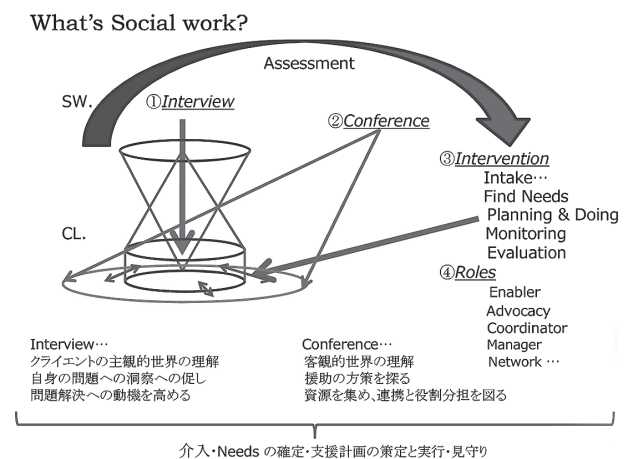 What's Social work?
Assessment
SW.
①Interview
②Conference
③Intervention
Intake…
Find Needs
Planning & Doing
Monitoring
Evaluation
CL.
④Roles
Enabler
Advocacy
Coordinator
Manager
Network …
Interview…
クライエントの主観的世界の理解
自身の問題への洞察への促し
問題解決への動機を高める
Conference…
客観的世界の理解
援助の方策を探る
資源を集め、連携と役割分担を図る
介入・Needs の確定・支援計画の策定と実行・見守り